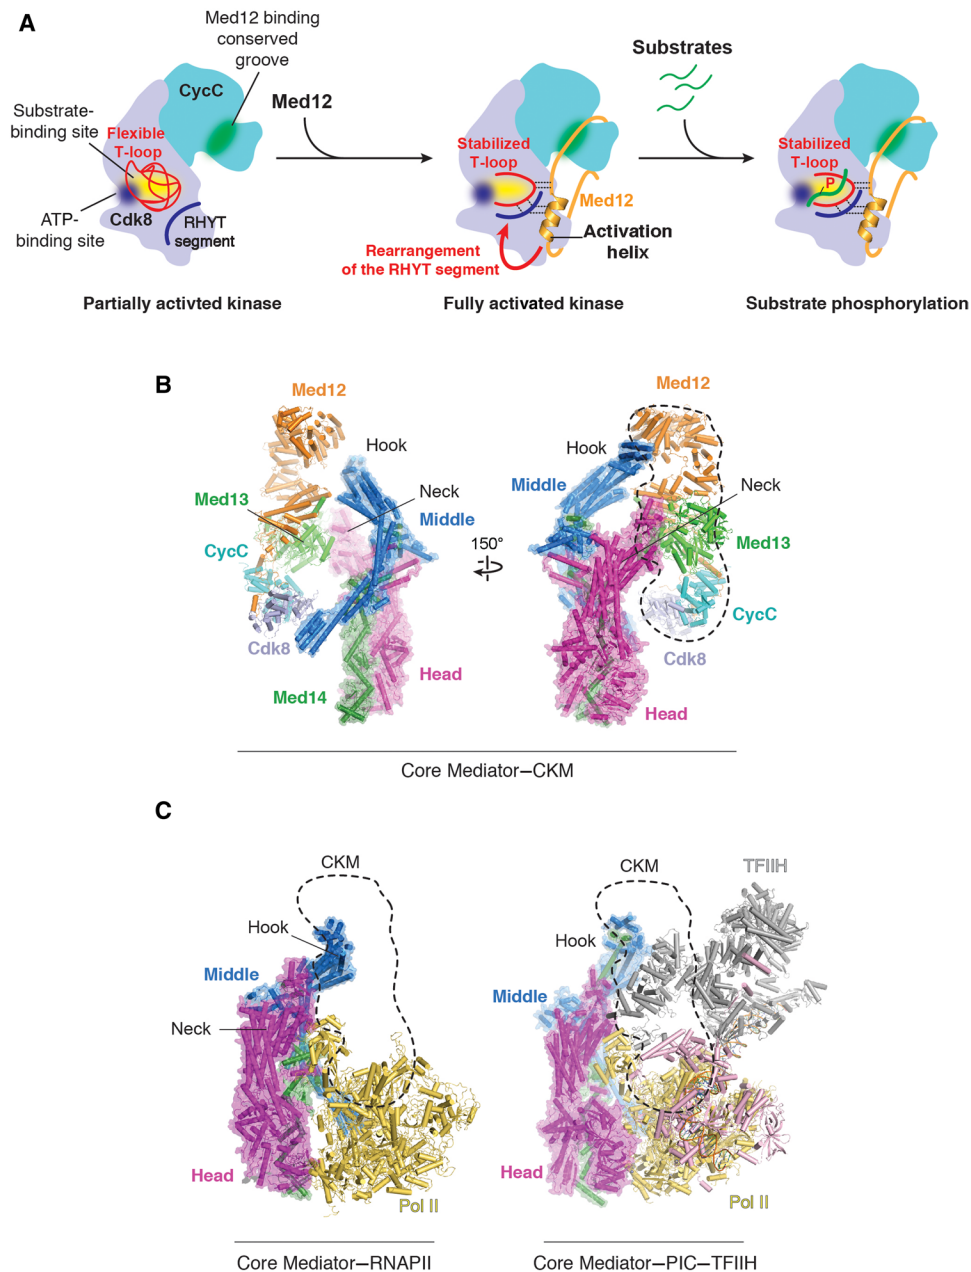 A
Med12 binding
conserved
groove
CycC
Substrate-
binding site
Flexible
T-loop
ATP-
binding site
Cdk8
RHYT
segment
Partially activted kinase
Med12
Stabilized
T-loop
Med12
Activation
helix
Rearrangement
of the RHYT segment
Fully activated kinase
Substrates
Stabilized
T-loop
P
Substrate phosphorylation
B
Med12
Hook
Neck
Med13
Middle
CycC
Cdk8
Head
Med14
150°
Med12
Hook
Middle
Neck
Med13
CycC
Cdk8
Head
Core Mediator–CKM
C
CKM
Hook
Middle
Neck
Head
Pol II
Core Mediator–RNAPII
CKM
TFIIH
Hook
Middle
Head
Pol II
Core Mediator–PIC–TFIIH